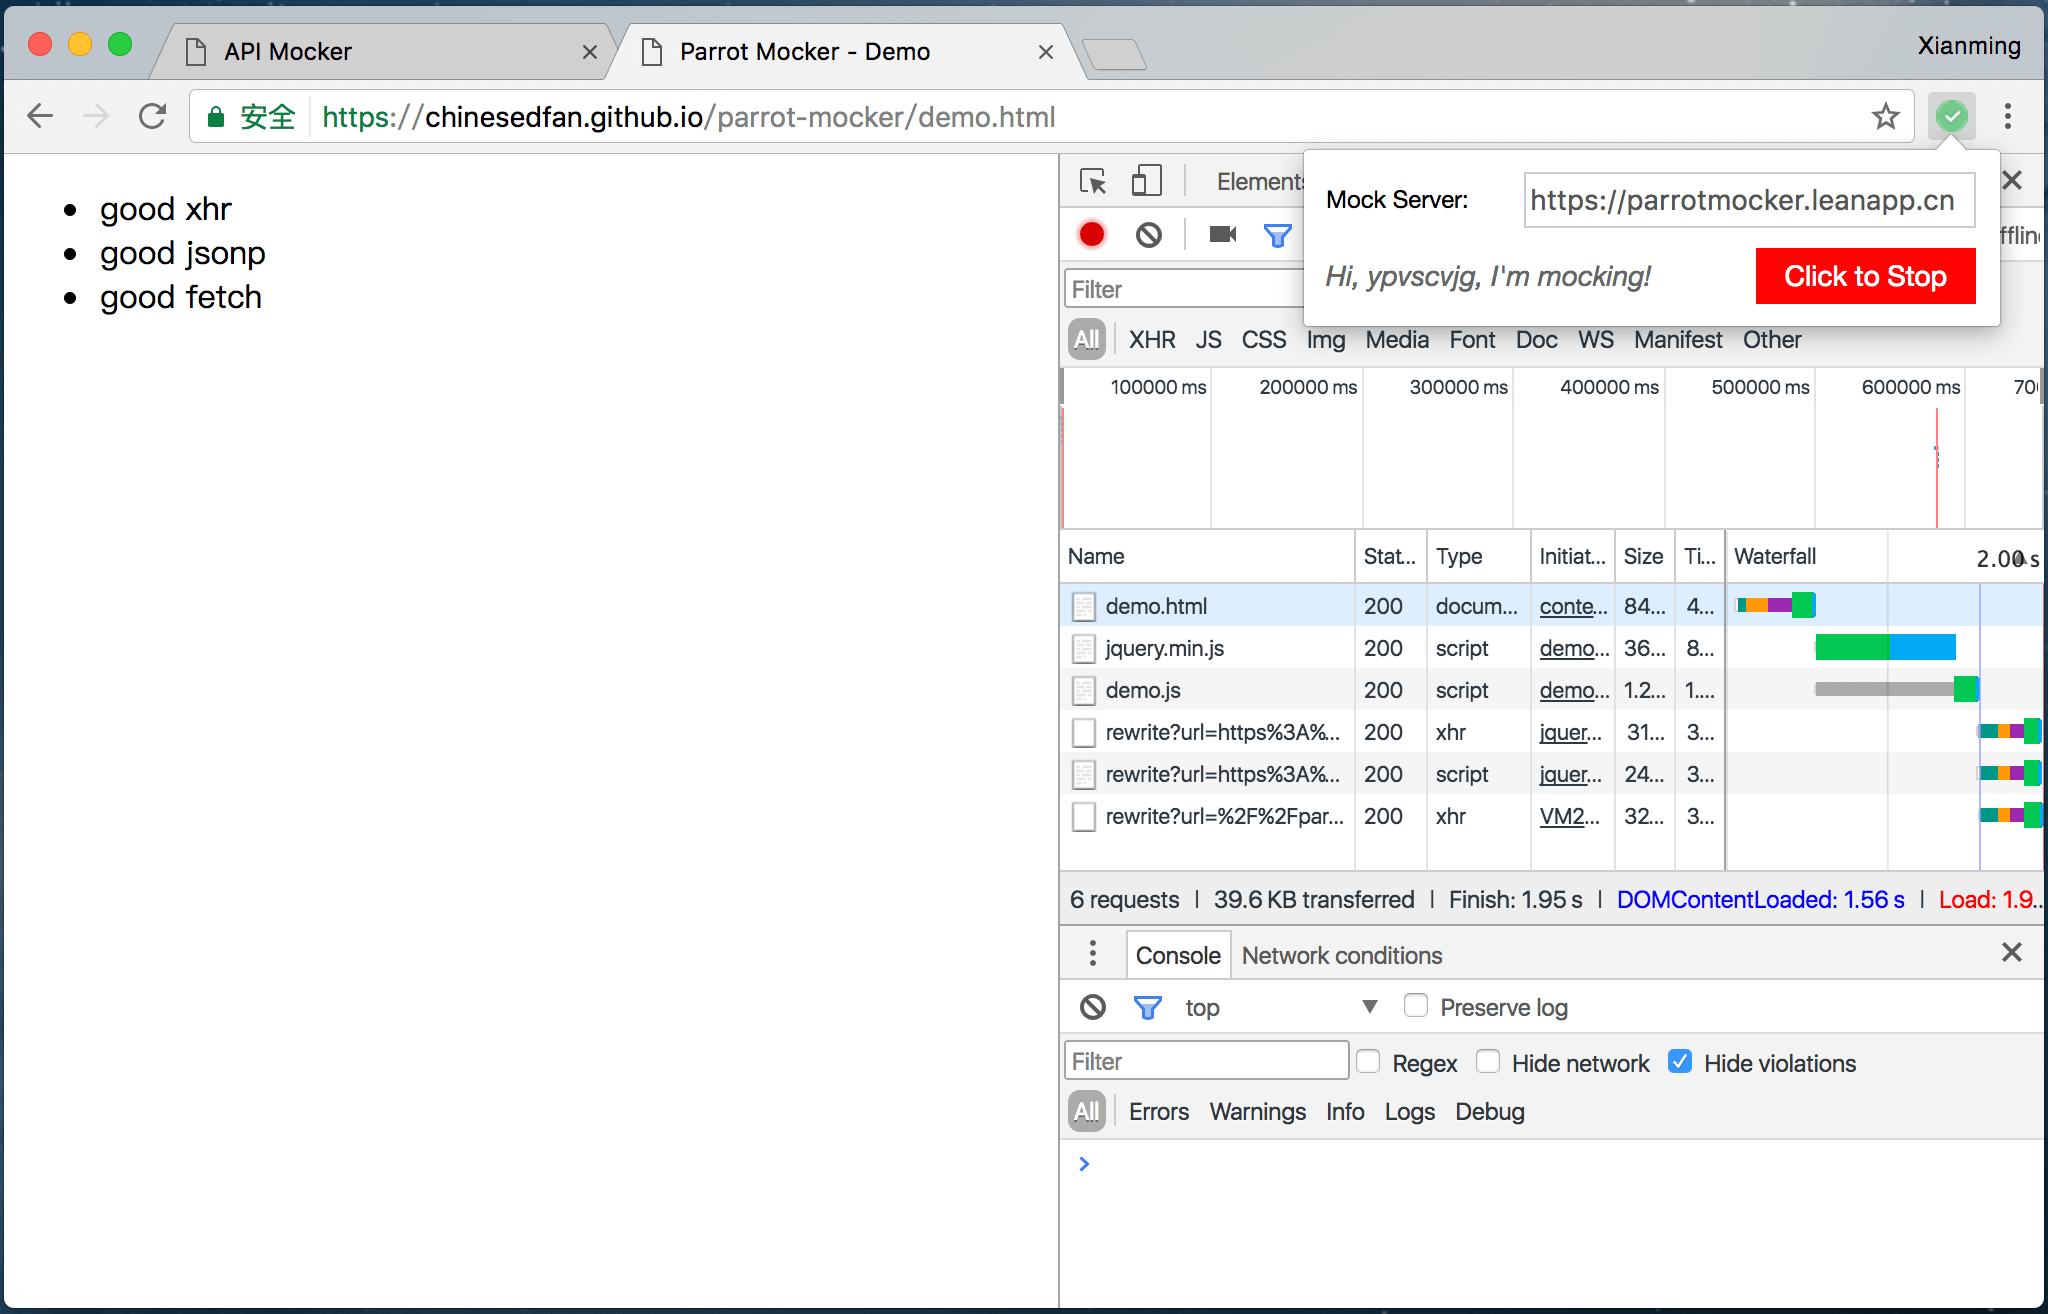 API Mocker
Parrot Mocker - Demo
Xianming
安全 https://chinesedfan.github.io/parrot-mocker/demo.html
good xhr
good jsonp
good fetch
Elements
Mock Server: https://parrotmocker.leanapp.cn
Hi, ypvscvjg, I'm mocking! Click to Stop
Filter
All XHR JS CSS Img Media Font Doc WS Manifest Other
100000 ms 200000 ms 300000 ms 400000 ms 500000 ms 600000 ms 70
Name Stat... Type Initiat... Size Ti... Waterfall 2.00 s
demo.html 200 docum... conte... 84... 4...
jquery.min.js 200 script demo... 36... 8...
demo.js 200 script demo... 1.2... 1....
rewrite?url=https%3A%... 200 xhr jquer... 31... 3...
rewrite?url=https%3A%... 200 script jquer... 24... 3...
rewrite?url=%2F%2Fpar... 200 xhr VM2... 32... 3...
6 requests | 39.6 KB transferred | Finish: 1.95 s | DOMContentLoaded: 1.56 s | Load: 1.9...
Console Network conditions
top Preserve log
Filter Regex Hide network Hide violations
All Errors Warnings Info Logs Debug